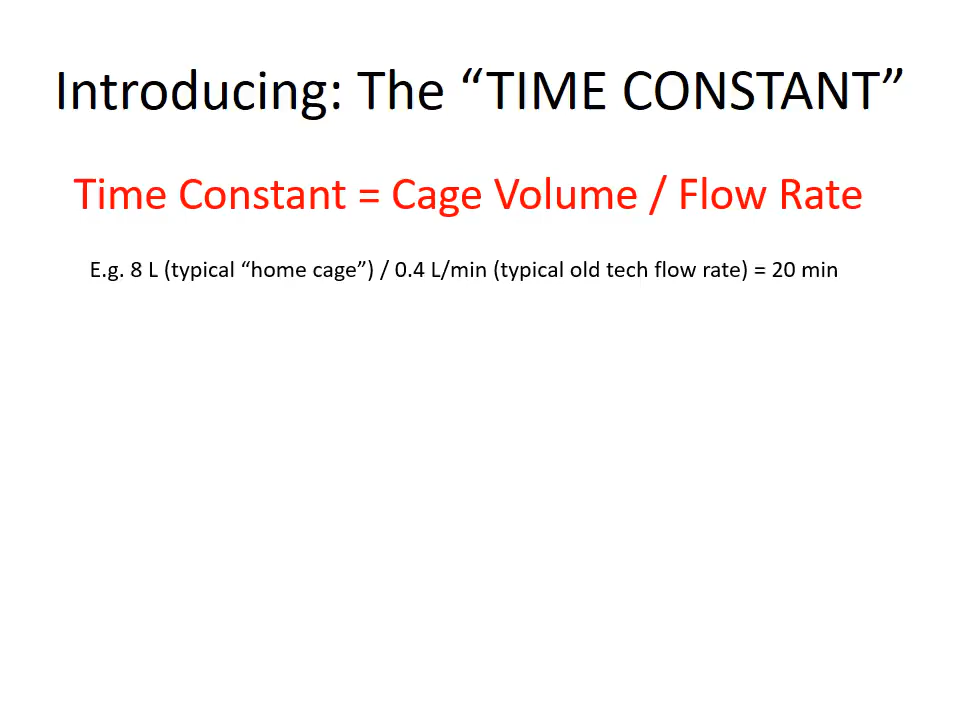 Introducing: The “TIME CONSTANT”
Time Constant = Cage Volume / Flow Rate
E.g. 8 L (typical “home cage”) / 0.4 L/min (typical old tech flow rate) = 20 min